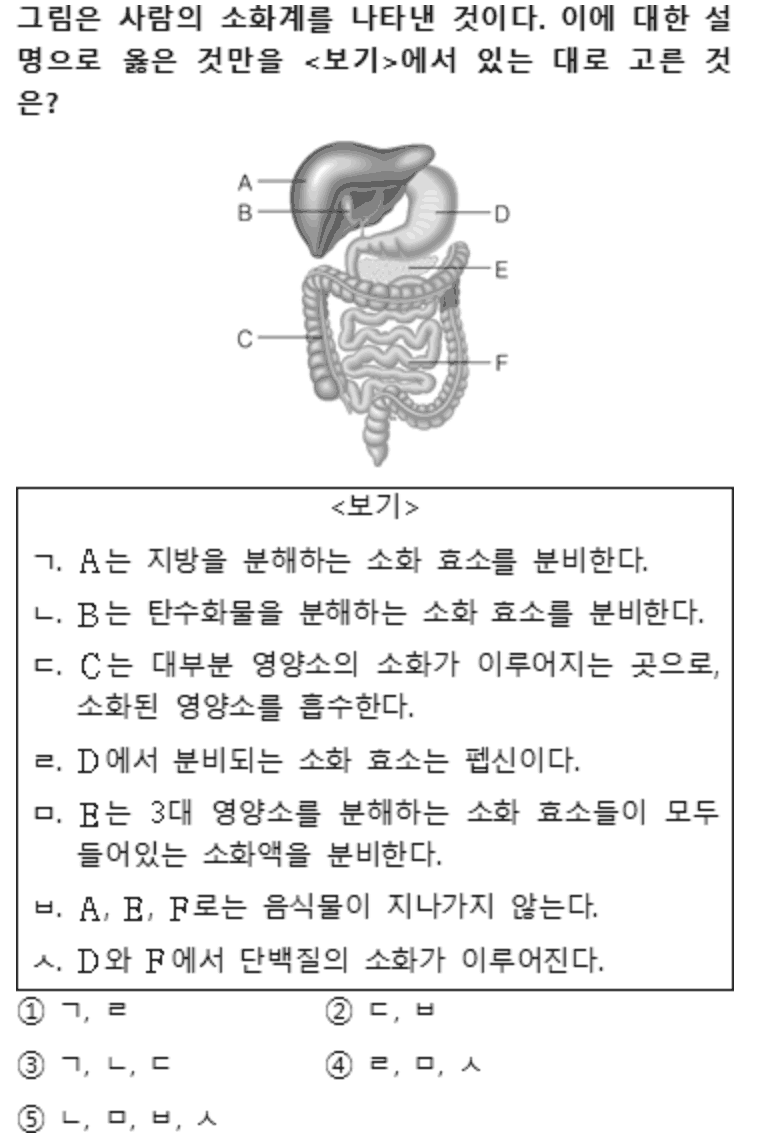 그림은 사람의 소화계를 나타낸 것이다. 이에 대한 설
명으로 옳은 것만을 <보기>에서 있는 대로 고른 것
은?
A
B
D
E
C
F
<보기>
ㄱ. A는 지방을 분해하는 소화 효소를 분비한다.
ㄴ. B는 탄수화물을 분해하는 소화 효소를 분비한다.
ㄷ. C는 대부분 영양소의 소화가 이루어지는 곳으로,
소화된 영양소를 흡수한다.
ㄹ. D에서 분비되는 소화 효소는 펩신이다.
ㅁ. E는 3대 영양소를 분해하는 소화 효소들이 모두
들어있는 소화액을 분비한다.
ㅂ. A, E, F로는 음식물이 지나가지 않는다.
ㅅ. D와 F에서 단백질의 소화가 이루어진다.
① ㄱ, ㄹ ② ㄷ, ㅂ
③ ㄱ, ㄴ, ㄷ ④ ㄹ, ㅁ, ㅅ
⑤ ㄴ, ㅁ, ㅂ, ㅅ